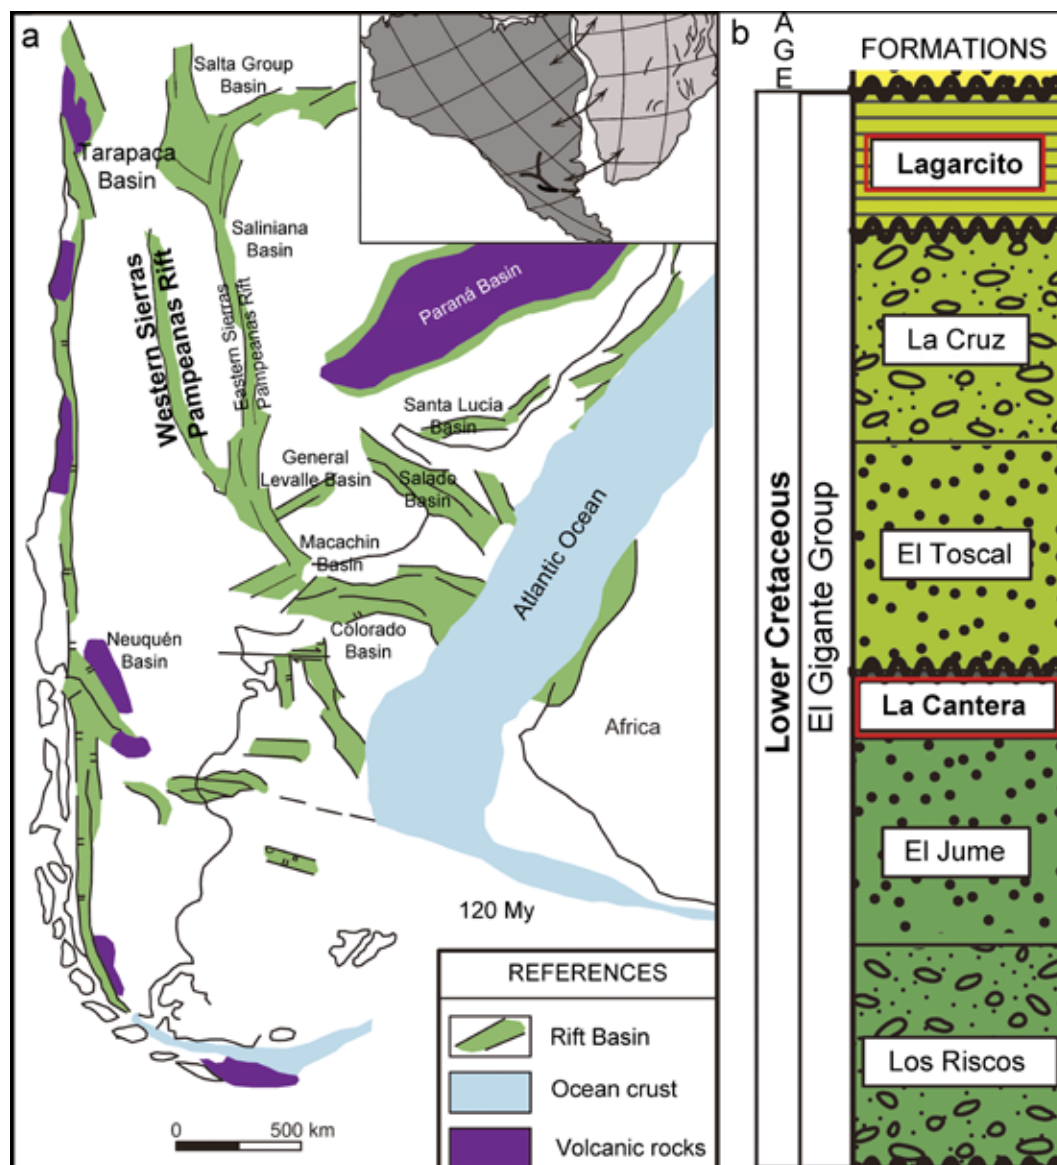 a
Salta Group
Basin
Tarapaca
Basin
Saliniana
Basin
Western Sierras
Pampeanas Rift
Eastern Sierras
Pampeanas Rift
Paraná Basin
Santa Lucía
Basin
General
Levalle Basin
Salado
Basin
Macachin
Basin
Atlantic Ocean
Colorado
Basin
Neuquén
Basin
Africa
120 My
0 500 km
REFERENCES
Rift Basin
Ocean crust
Volcanic rocks
b
A
G
E
FORMATIONS
Lower Cretaceous
El Gigante Group
Lagarcito
La Cruz
El Toscal
La Cantera
El Jume
Los Riscos